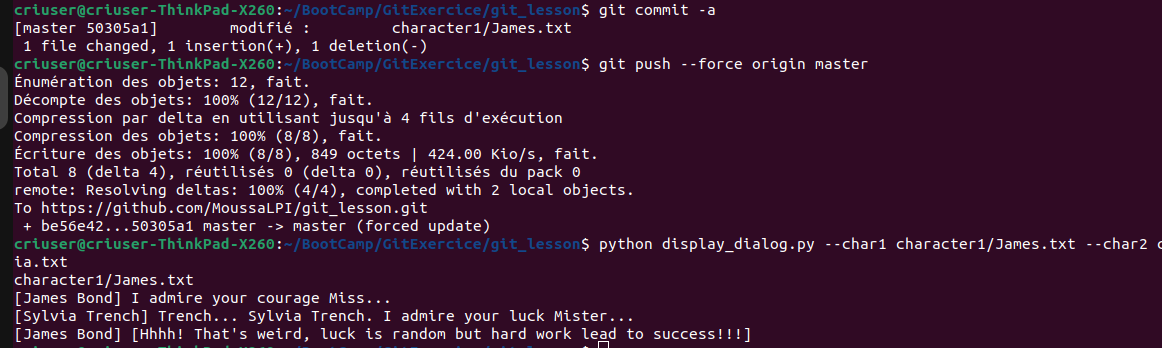 criuser@criuser-ThinkPad-X260:~/BootCamp/GitExercice/git_lesson$ git commit -a
[master 50305a1]         modifié :         character1/James.txt
 1 file changed, 1 insertion(+), 1 deletion(-)
criuser@criuser-ThinkPad-X260:~/BootCamp/GitExercice/git_lesson$ git push --force origin master
Énumération des objets: 12, fait.
Décompte des objets: 100% (12/12), fait.
Compression par delta en utilisant jusqu'à 4 fils d'exécution
Compression des objets: 100% (8/8), fait.
Écriture des objets: 100% (8/8), 849 octets | 424.00 Kio/s, fait.
Total 8 (delta 4), réutilisés 0 (delta 0), réutilisés du pack 0
remote: Resolving deltas: 100% (4/4), completed with 2 local objects.
To https://github.com/MoussaLPI/git_lesson.git
 + be56e42...50305a1 master -> master (forced update)
criuser@criuser-ThinkPad-X260:~/BootCamp/GitExercice/git_lesson$ python display_dialog.py --char1 character1/James.txt --char2 c
ia.txt
character1/James.txt
[James Bond] I admire your courage Miss...
[Sylvia Trench] Trench... Sylvia Trench. I admire your luck Mister...
[James Bond] [Hhhh! That's weird, luck is random but hard work lead to success!!!]
criuser@criuser-ThinkPad-X260:~/BootCamp/GitExercice/git_lesson$